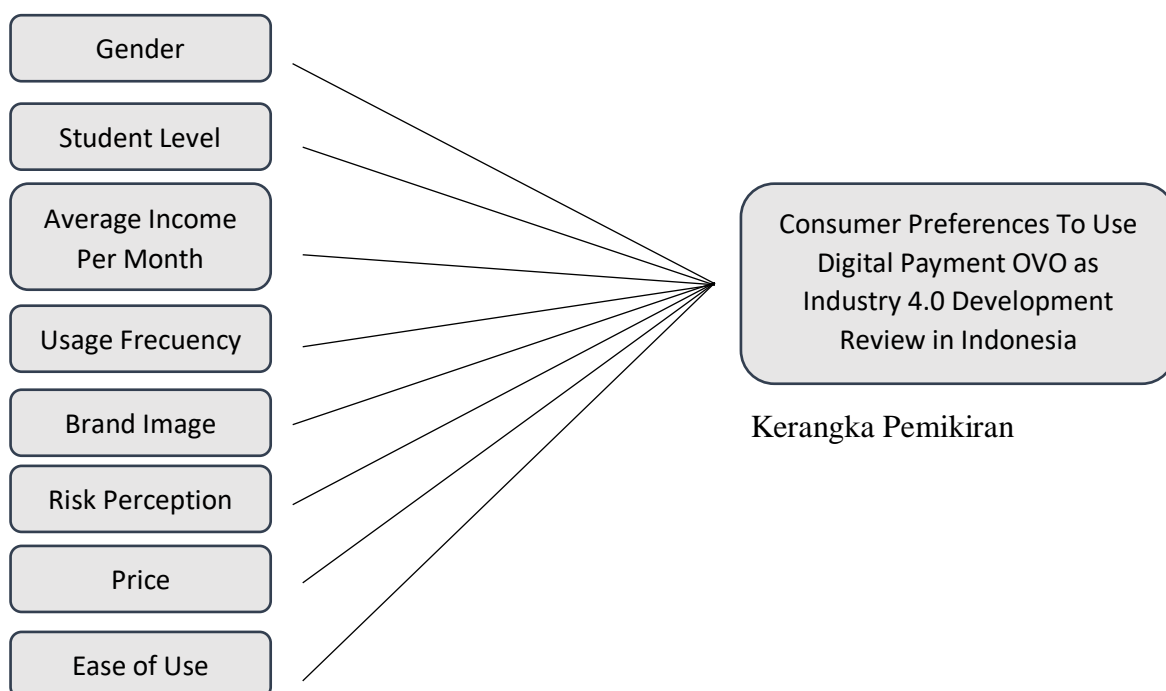 Gender
Student Level
Average Income
Per Month
Usage Frecuency
Brand Image
Risk Perception
Price
Ease of Use
Consumer Preferences To Use
Digital Payment OVO as
Industry 4.0 Development
Review in Indonesia
Kerangka Pemikiran